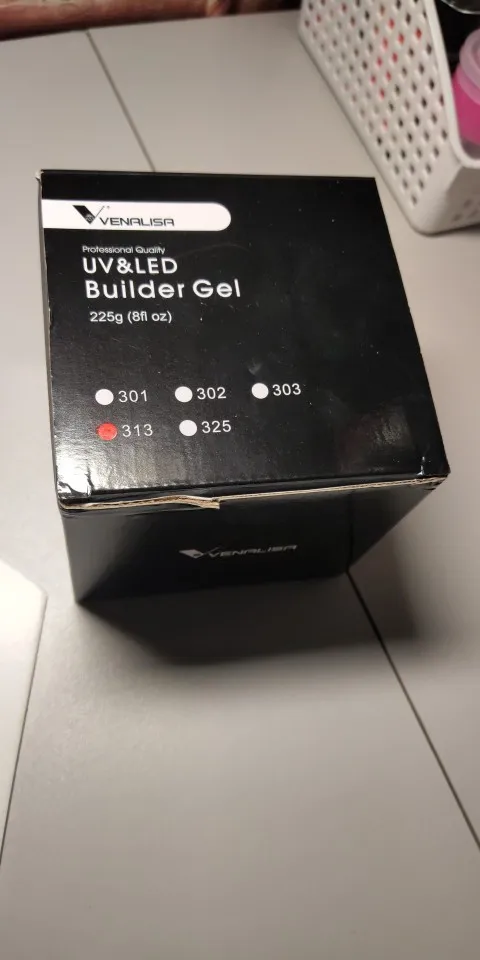 VENALISA
Professional Quality
UV&LED
Builder Gel
225g (8fl oz)
301 302 303
313 325
VENALISA